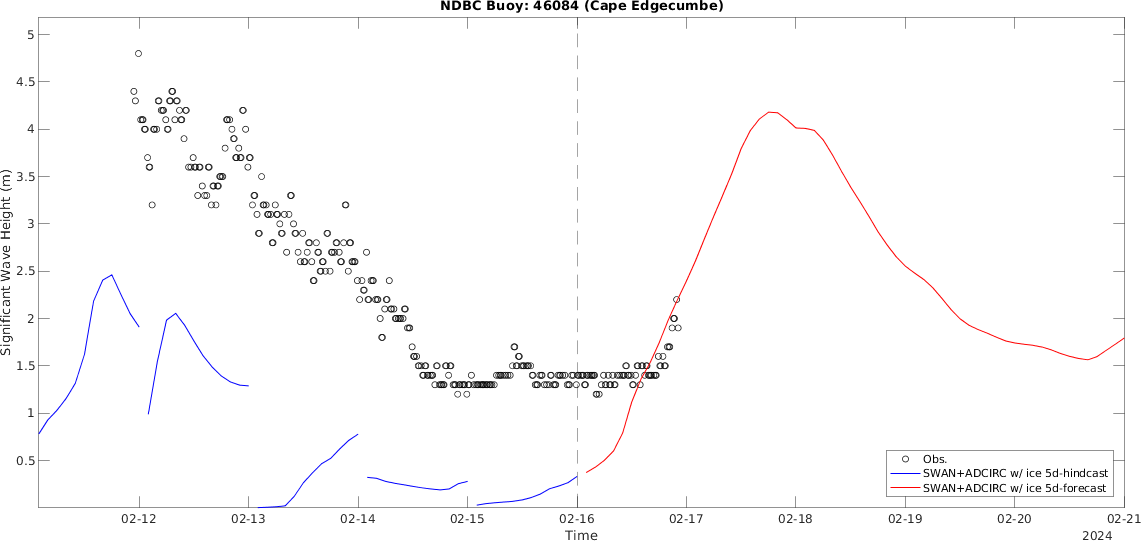 NDBC Buoy: 46084 (Cape Edgecumbe)
5
4.5
4
3.5
3
2.5
2
1.5
1
0.5
Significant Wave Height (m)
Obs.
SWAN+ADCIRC w/ ice 5d-hindcast
SWAN+ADCIRC w/ ice 5d-forecast
02-12 02-13 02-14 02-15 02-16 02-17 02-18 02-19 02-20 02-21
Time
2024